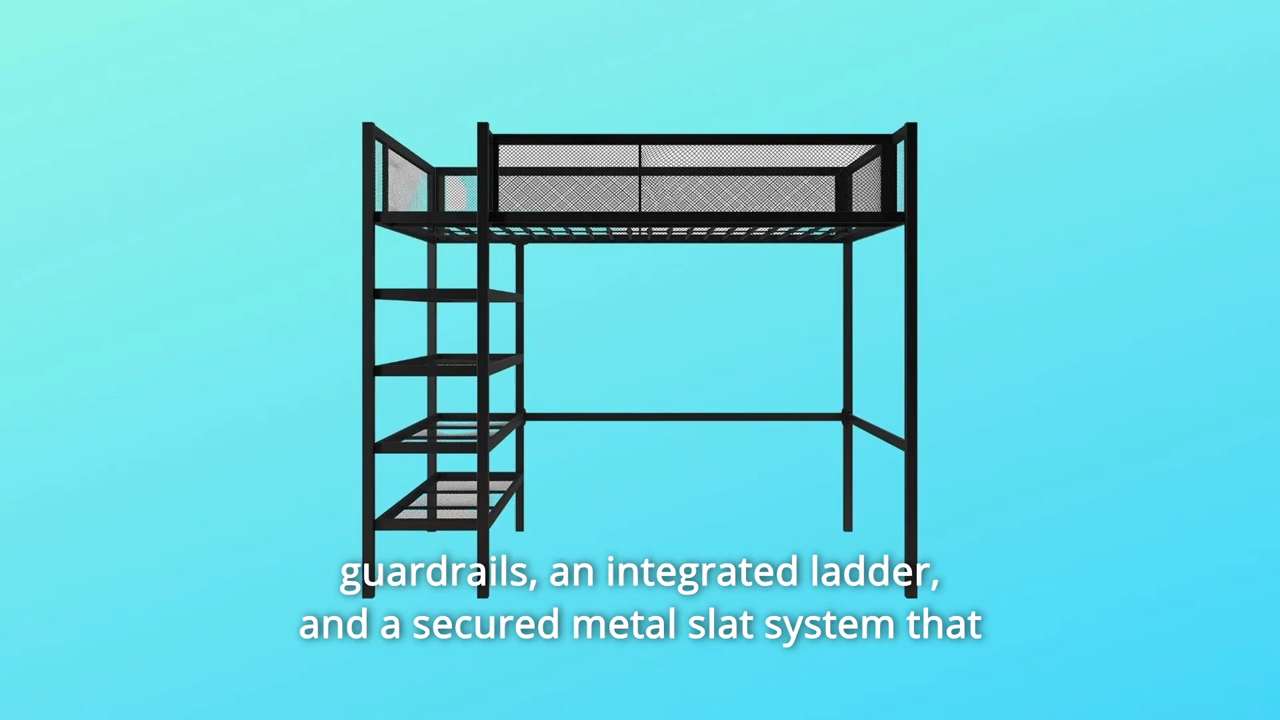 guardrails, an integrated ladder,
and a secured metal slat system that